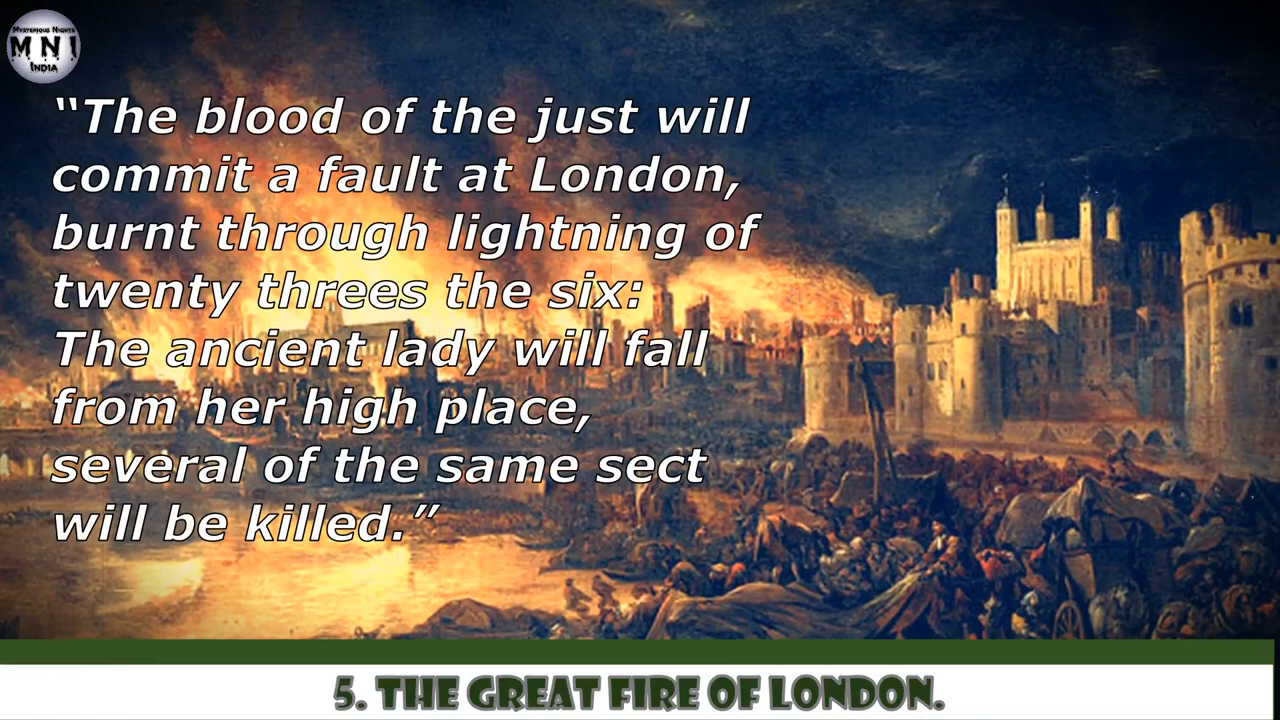 MYSTERIOUS NIGHTS
MNI
INDIA
“The blood of the just will
commit a fault at London,
burnt through lightning of
twenty threes the six:
The ancient lady will fall
from her high place,
several of the same sect
will be killed.”
5. THE GREAT FIRE OF LONDON.